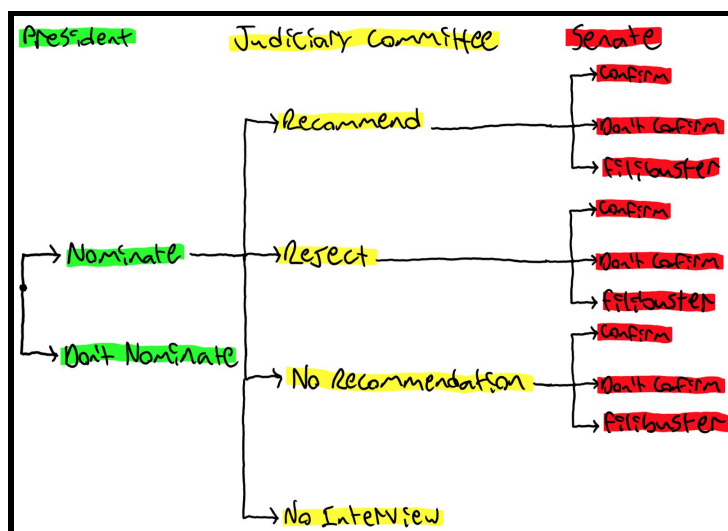 President Judiciary Committee Senate
Confirm
Recommend Don't Confirm
Filibuster
Confirm
Nominate Reject Don't Confirm
Filibuster
Confirm
Don't Nominate
No Recommendation Don't Confirm
Filibuster
No Interview